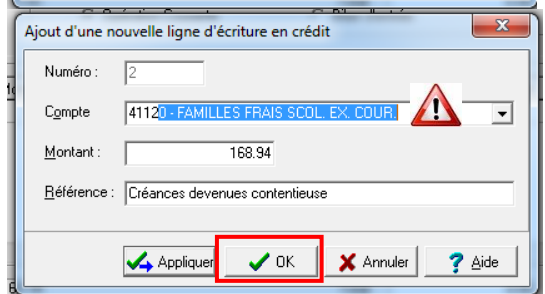 Ajout d'une nouvelle ligne d'écriture en crédit
Numéro : 2
Compte 41120 - FAMILLES FRAIS SCOL. EX. COUR.
Montant : 168.94
Référence : Créances devenues contentieuse
Appliquer OK Annuler Aide